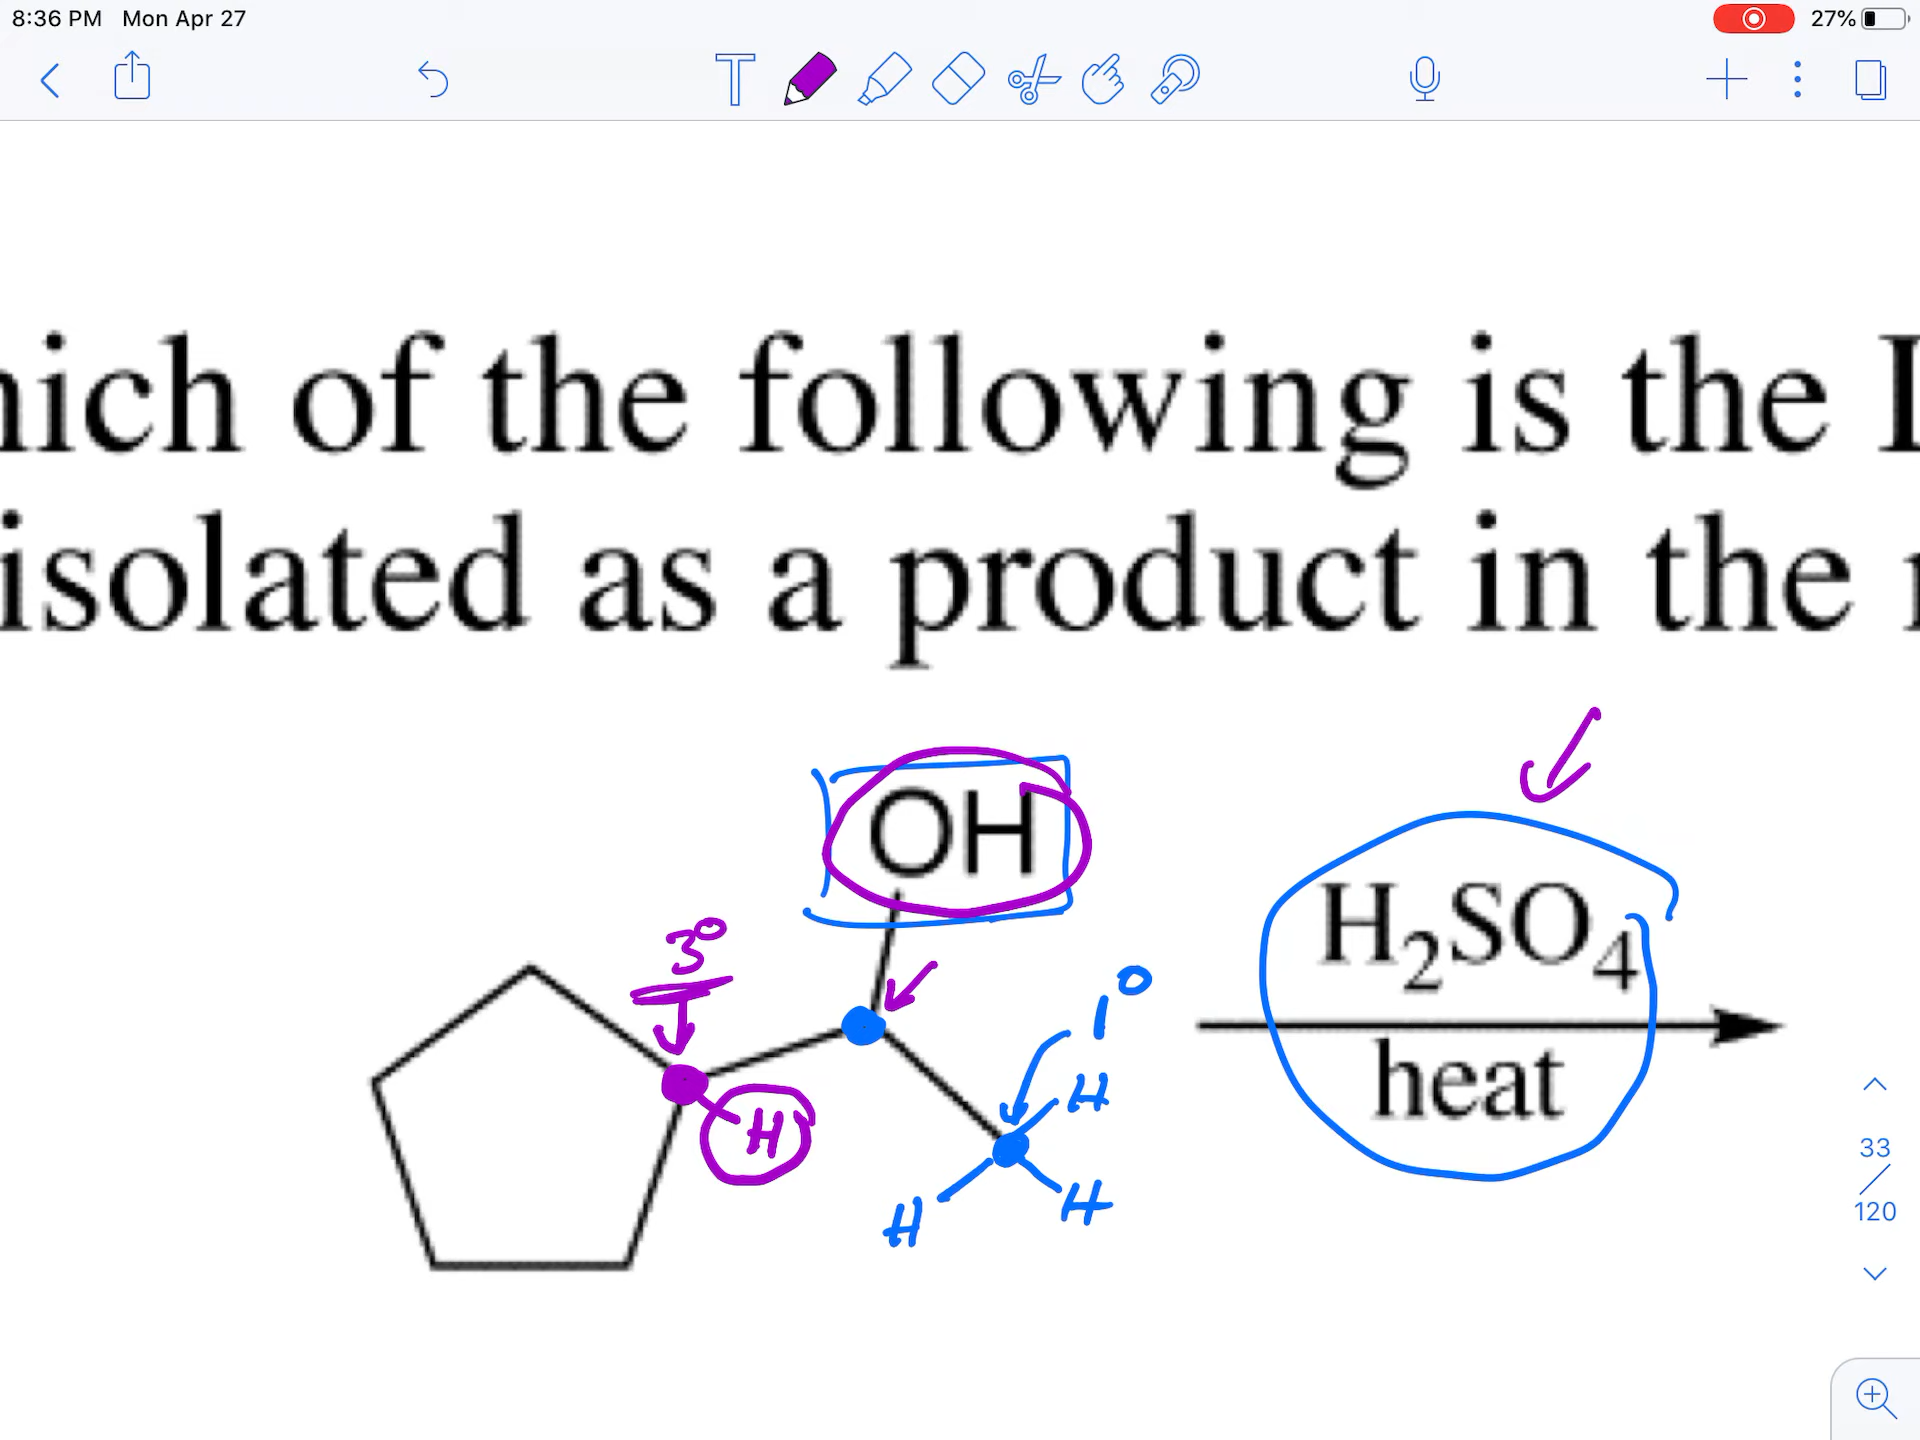 8:36 PM Mon Apr 27
27%
T
hich of the following is the
isolated as a product in the
OH
3°
H
1°
H
H
H
H₂SO₄
heat
33
120